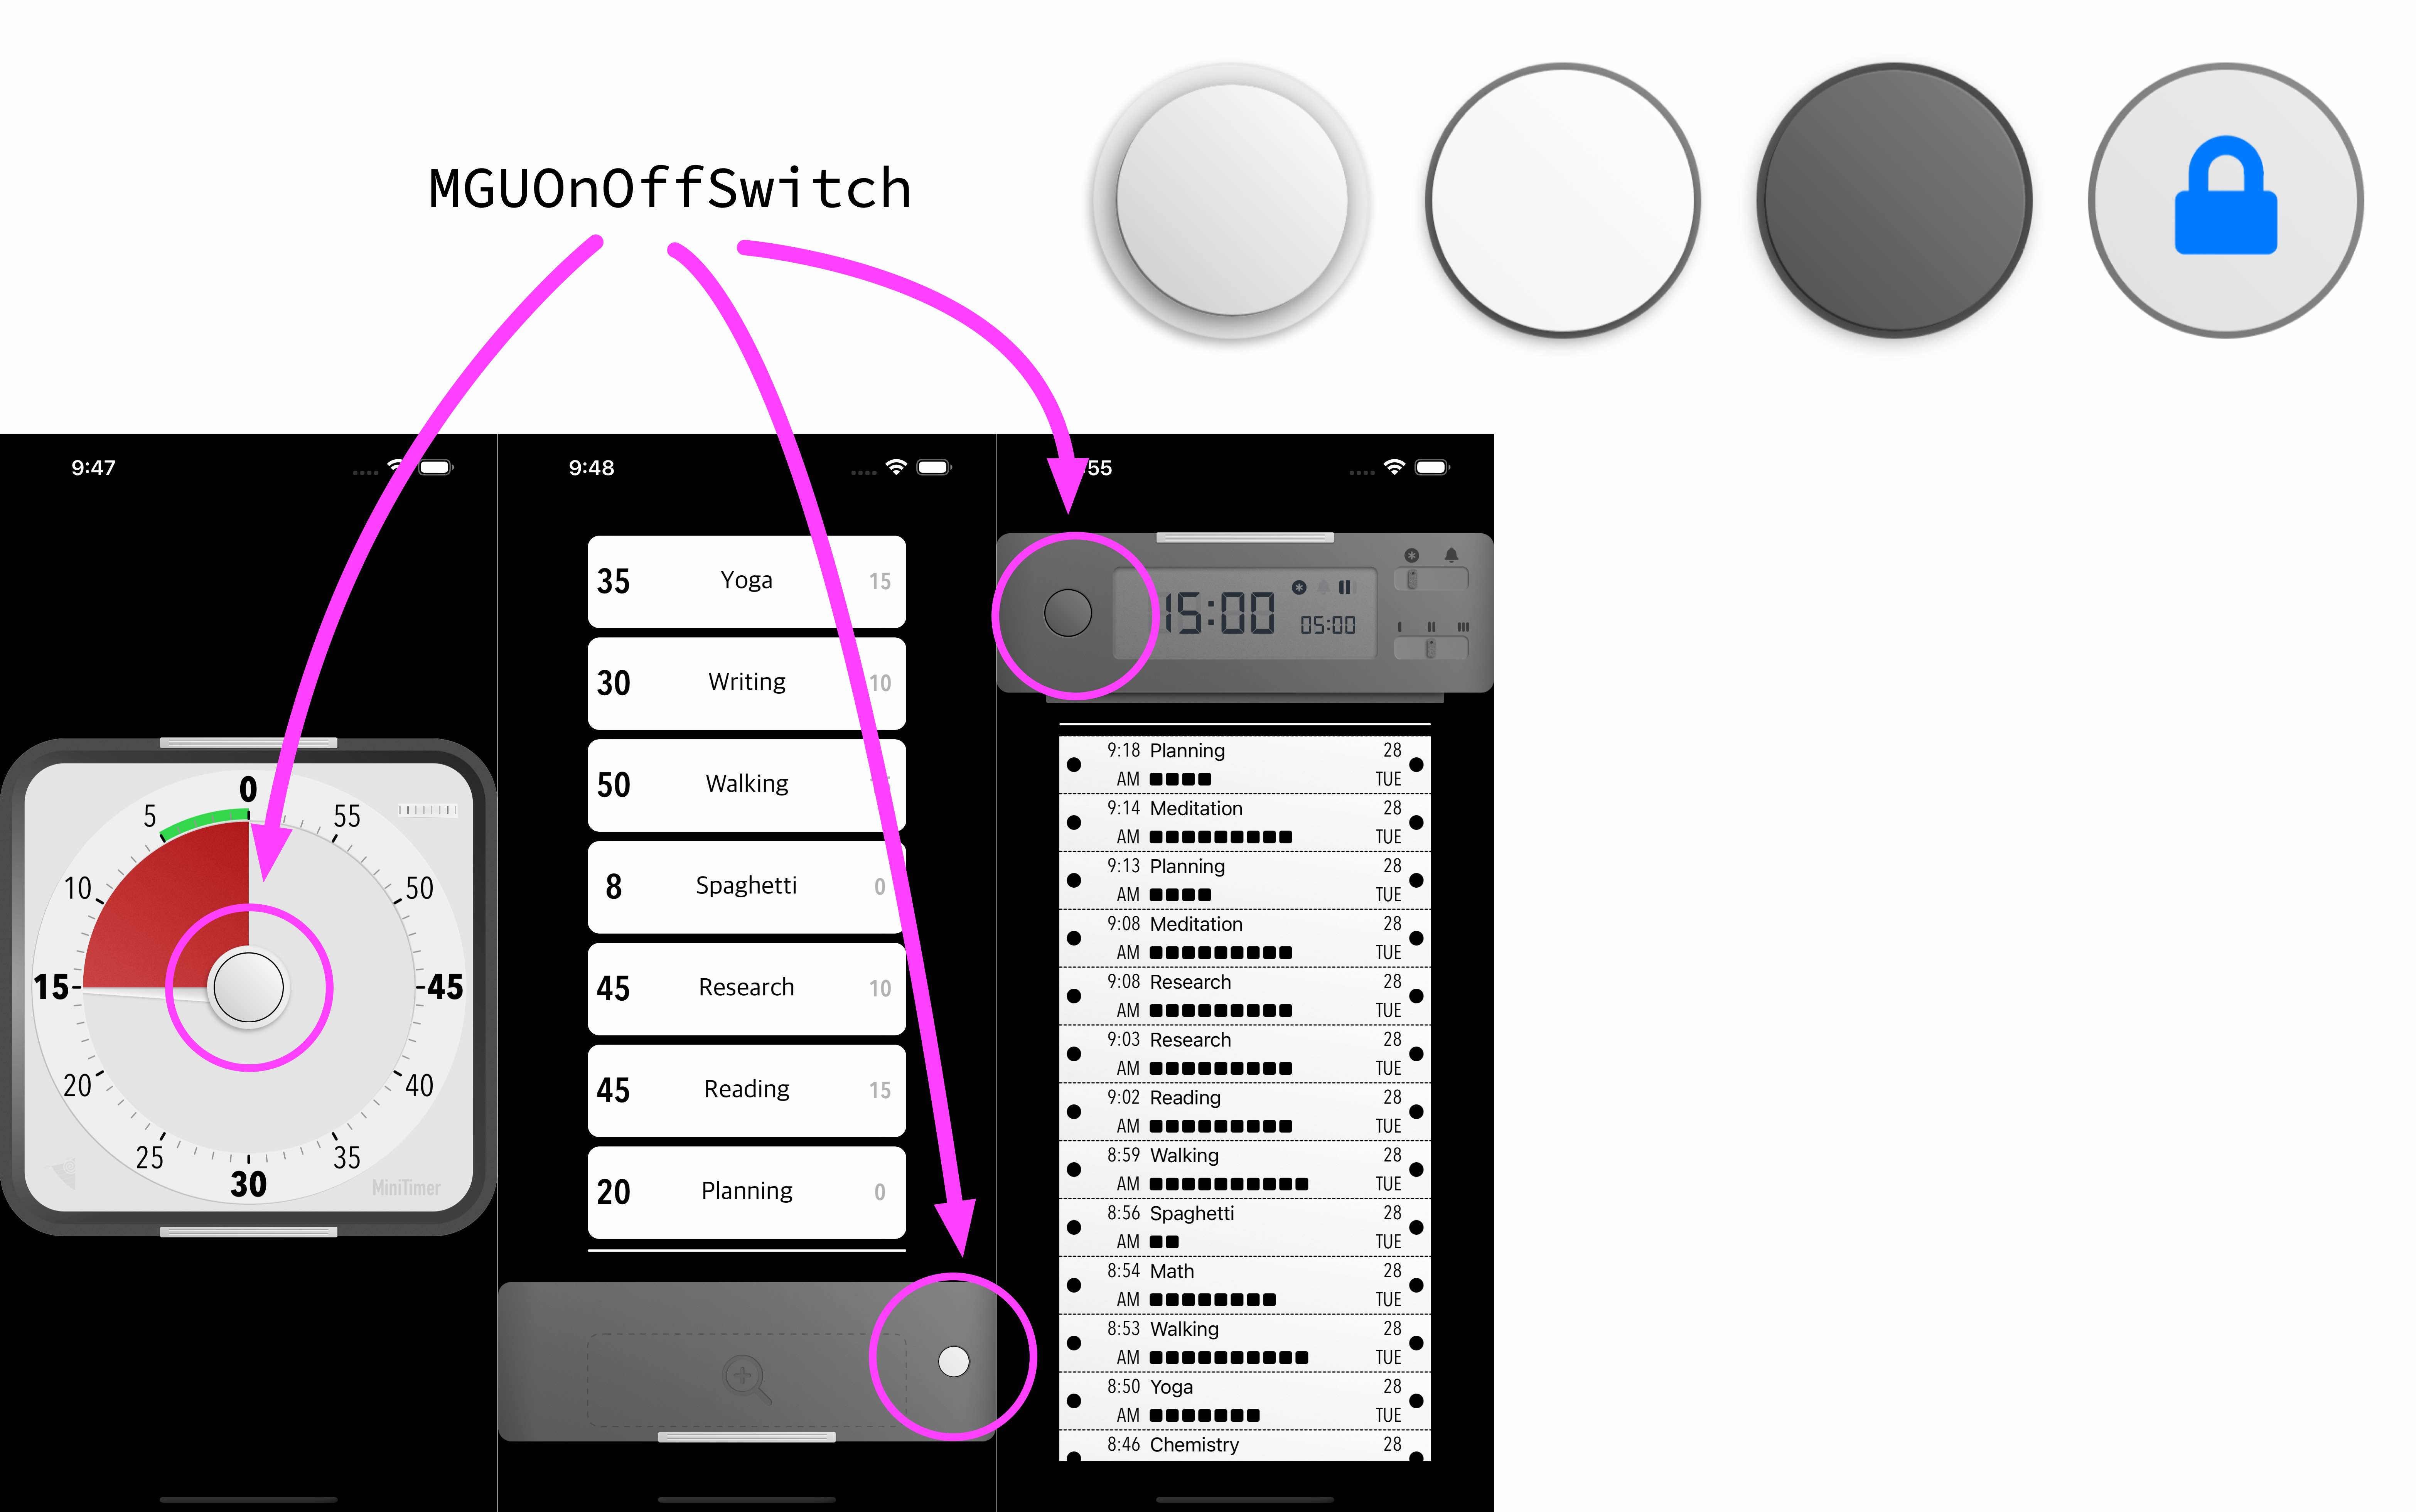 MGUOnOffSwitch
9:47
0
5
55
10
50
15
45
20
40
25
35
30
MiniTimer
9:48
35 Yoga 15
30 Writing 10
50 Walking
8 Spaghetti 0
45 Research 10
45 Reading 15
20 Planning 0
:55
15:00
05:00
9:18 Planning 28
AM TUE
9:14 Meditation 28
AM TUE
9:13 Planning 28
AM TUE
9:08 Meditation 28
AM TUE
9:08 Research 28
AM TUE
9:03 Research 28
AM TUE
9:02 Reading 28
AM TUE
8:59 Walking 28
AM TUE
8:56 Spaghetti 28
AM TUE
8:54 Math 28
AM TUE
8:53 Walking 28
AM TUE
8:50 Yoga 28
AM TUE
8:46 Chemistry 28